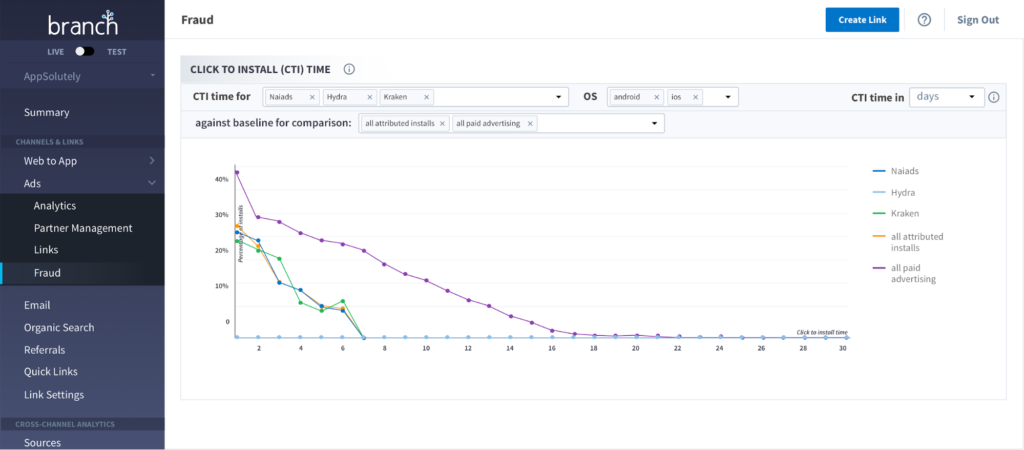 branch
LIVE TEST
AppSolutely
Summary
CHANNELS & LINKS
Web to App
Ads
Analytics
Partner Management
Links
Fraud
Email
Organic Search
Referrals
Quick Links
Link Settings
CROSS-CHANNEL ANALYTICS
Sources
Fraud
Create Link
?
Sign Out
CLICK TO INSTALL (CTI) TIME i
CTI time for Naiads × Hydra × Kraken × OS android × ios × CTI time in days i
against baseline for comparison: all attributed installs × all paid advertising ×
40%
30%
20%
10%
0
Percentage of installs
Click to install time
2 4 6 8 10 12 14 16 18 20 22 24 26 28 30
Naiads
Hydra
Kraken
all attributed
installs
all paid
advertising